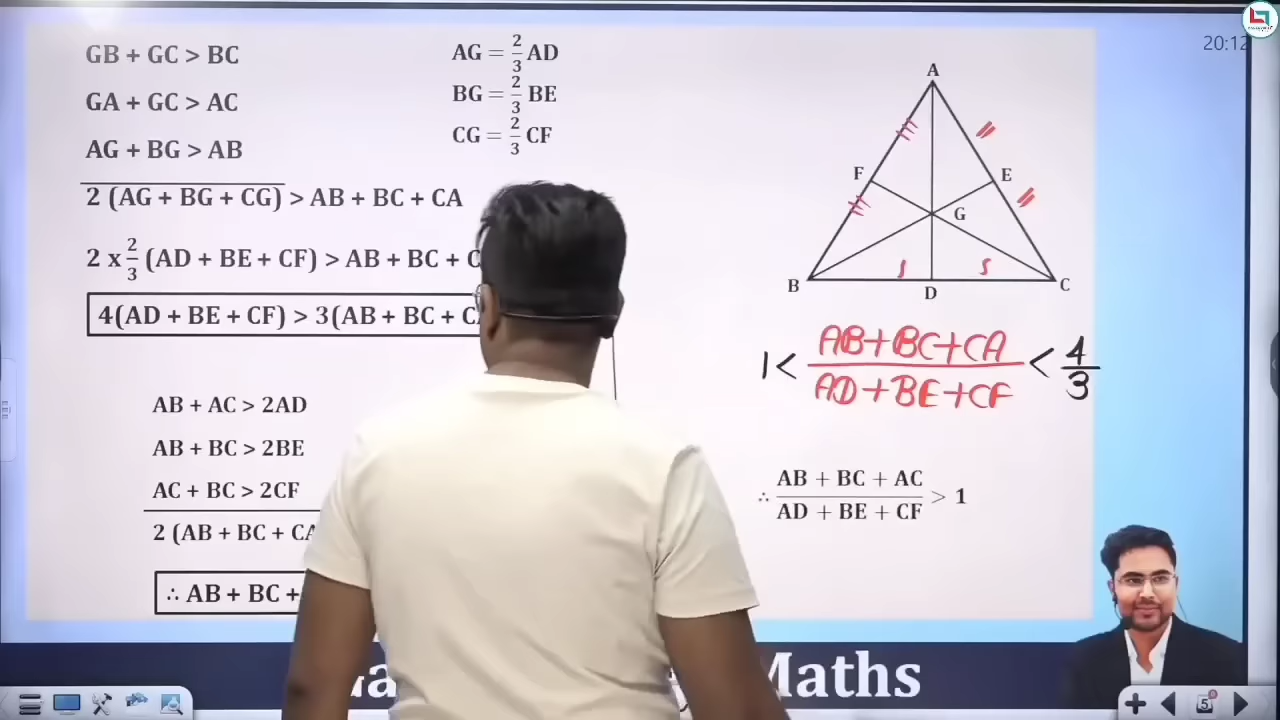 20:12
GB + GC > BC
GA + GC > AC
AG + BG > AB
2 (AG + BG + CG) > AB + BC + CA
2 x 2/3 (AD + BE + CF) > AB + BC + C
4(AD + BE + CF) > 3(AB + BC + CA
AG = 2/3 AD
BG = 2/3 BE
CG = 2/3 CF
A
F
E
G
B
D
C
1 < AB+BC+CA / AD+BE+CF < 4/3
AB + AC > 2AD
AB + BC > 2BE
AC + BC > 2CF
2 (AB + BC + CA
∴ AB + BC +
∴ AB + BC + AC / AD + BE + CF > 1
Maths
5